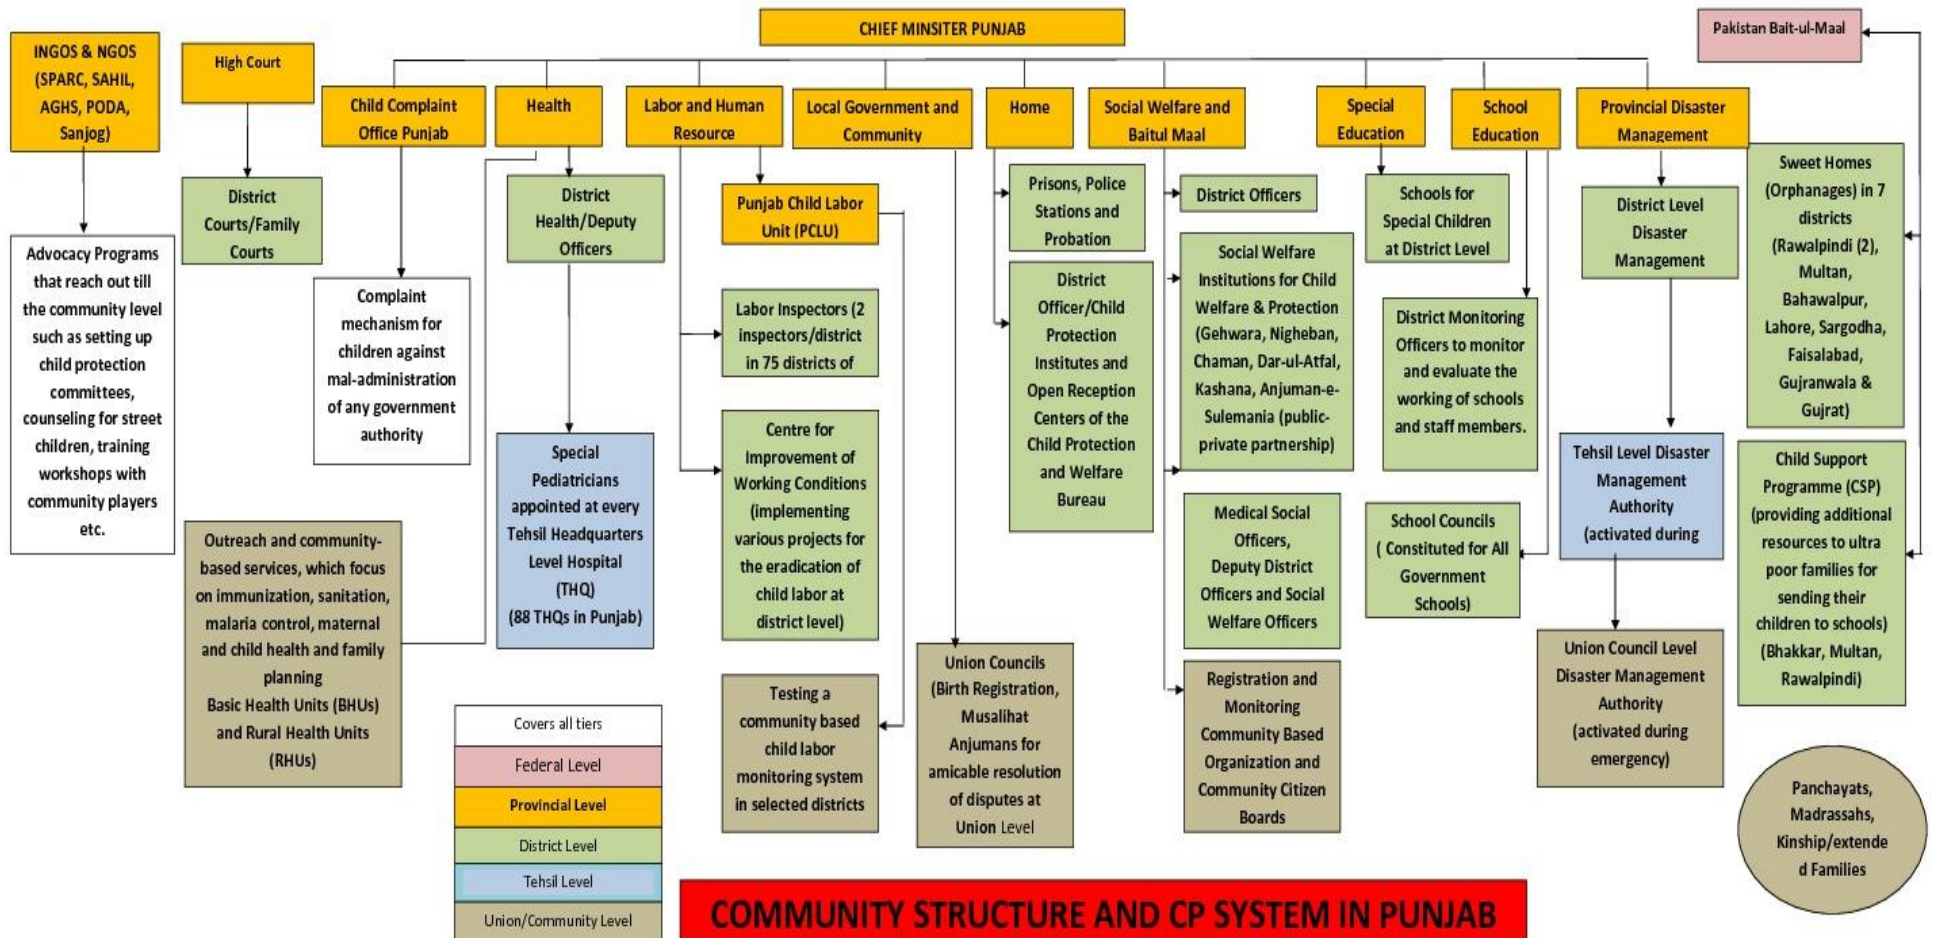 CHIEF MINSITER PUNJAB
Pakistan Bait-ul-Maal
INGOS & NGOS
(SPARC, SAHIL,
AGHS, PODA,
Sanjog)
High Court
Child Complaint
Office Punjab
Health
Labor and Human
Resource
Local Government and
Community
Home
Social Welfare and
Baitul Maal
Special
Education
School
Education
Provincial Disaster
Management
Advocacy Programs
that reach out till
the community level
such as setting up
child protection
committees,
counseling for street
children, training
workshops with
community players
etc.
District
Courts/Family
Courts
Complaint
mechanism for
children against
mal-administration
of any government
authority
Outreach and community-
based services, which focus
on immunization, sanitation,
malaria control, maternal
and child health and family
planning
Basic Health Units (BHUs)
and Rural Health Units
(RHUs)
District
Health/Deputy
Officers
Special
Pediatricians
appointed at every
Tehsil Headquarters
Level Hospital
(THQ)
(88 THQs in Punjab)
Punjab Child Labor
Unit (PCLU)
Labor Inspectors (2
inspectors/district
in 75 districts of
Centre for
Improvement of
Working Conditions
(implementing
various projects for
the eradication of
child labor at
district level)
Testing a
community based
child labor
monitoring system
in selected districts
Union Councils
(Birth Registration,
Musalihat
Anjumans for
amicable resolution
of disputes at
Union Level
Prisons, Police
Stations and
Probation
District
Officer/Child
Protection
Institutes and
Open Reception
Centers of the
Child Protection
and Welfare
Bureau
District Officers
Social Welfare
Institutions for Child
Welfare & Protection
(Gehwara, Nigheban,
Chaman, Dar-ul-Atfal,
Kashana, Anjuman-e-
Sulemania (public-
private partnership)
Medical Social
Officers,
Deputy District
Officers and Social
Welfare Officers
Registration and
Monitoring
Community Based
Organization and
Community Citizen
Boards
Schools for
Special Children
at District Level
District Monitoring
Officers to monitor
and evaluate the
working of schools
and staff members.
School Councils
( Constituted for All
Government
Schools)
District Level
Disaster
Management
Tehsil Level Disaster
Management
Authority
(activated during
Union Council Level
Disaster Management
Authority
(activated during
emergency)
Sweet Homes
(Orphanages) in 7
districts
(Rawalpindi (2),
Multan,
Bahawalpur,
Lahore, Sargodha,
Faisalabad,
Gujranwala &
Gujrat)
Child Support
Programme (CSP)
(providing additional
resources to ultra
poor families for
sending their
children to schools)
(Bhakkar, Multan,
Rawalpindi)
Panchayats,
Madrassahs,
Kinship/extende
d Families
Covers all tiers
Federal Level
Provincial Level
District Level
Tehsil Level
Union/Community Level
COMMUNITY STRUCTURE AND CP SYSTEM IN PUNJAB